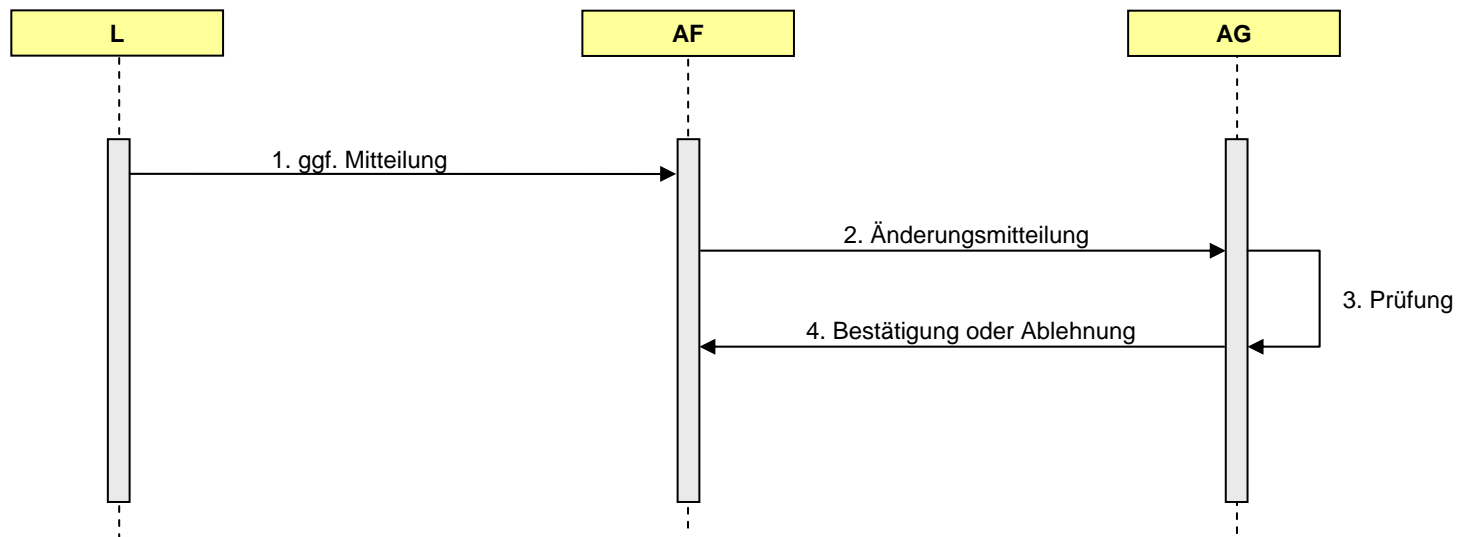 L
AF
AG
1. ggf. Mitteilung
2. Änderungsmitteilung
3. Prüfung
4. Bestätigung oder Ablehnung